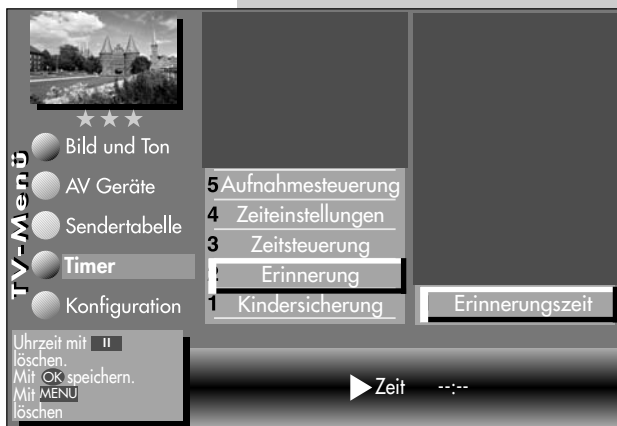 TV-Menü
Bild und Ton
AV Geräte
Sendertabelle
Timer
Konfiguration
5 Aufnahmesteuerung
4 Zeiteinstellungen
3 Zeitsteuerung
2 Erinnerung
1 Kindersicherung
Erinnerungszeit
Uhrzeit mit II
löschen.
Mit OK speichern.
Mit MENU
löschen
Zeit --:--